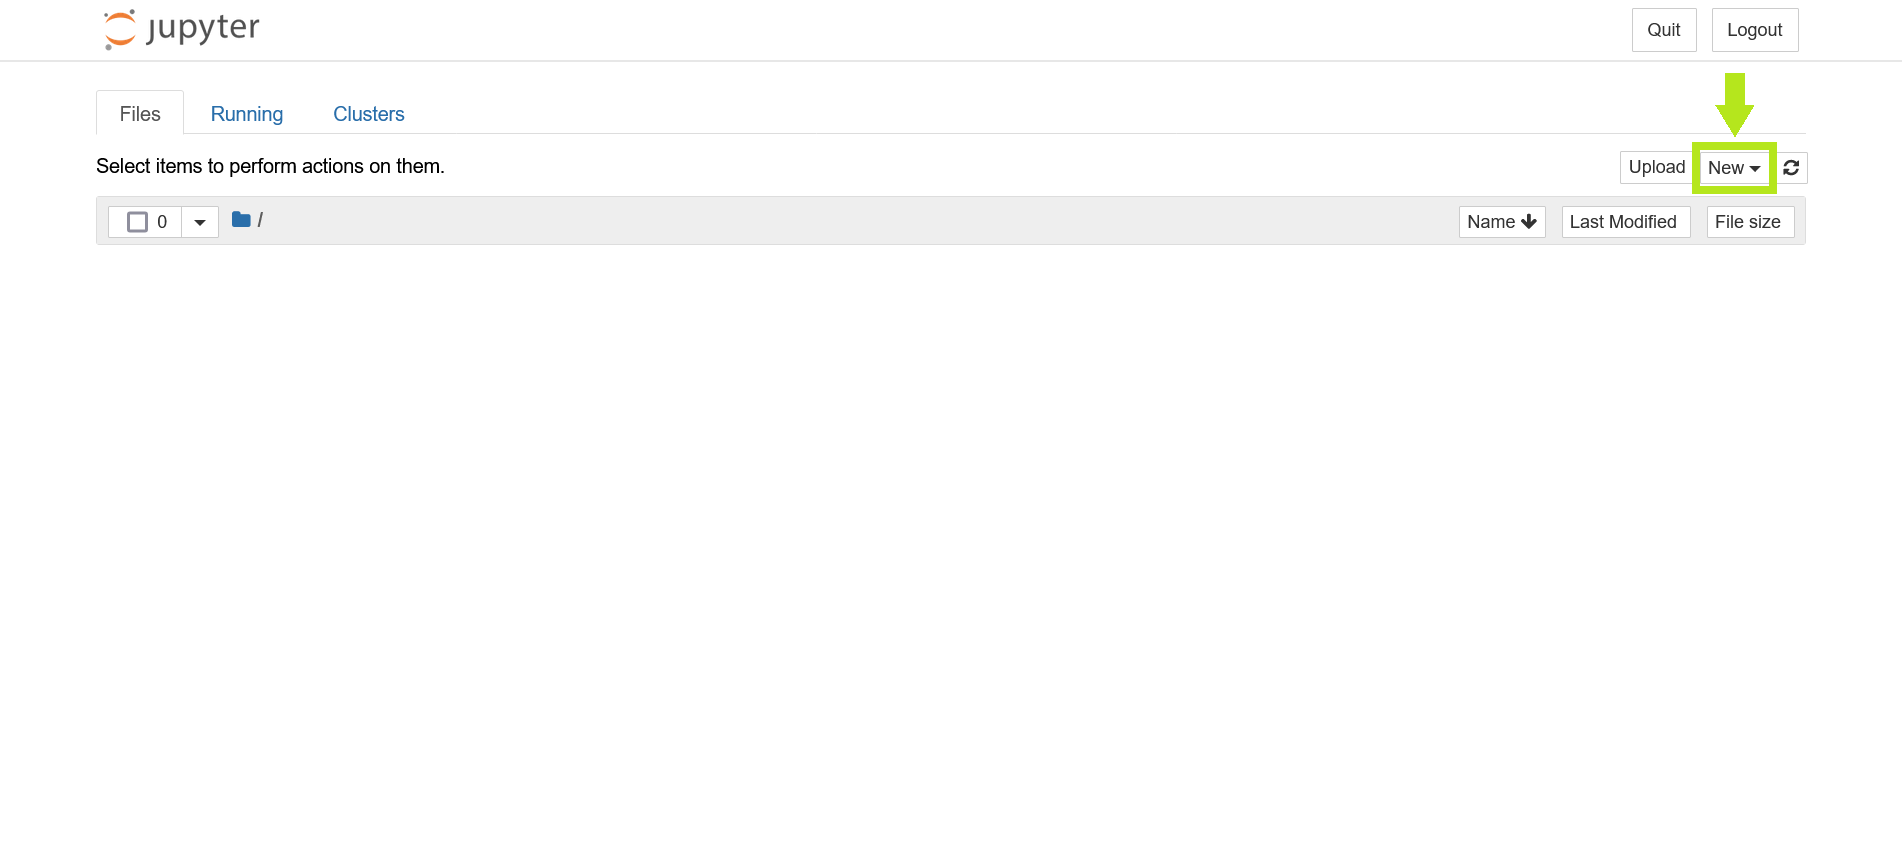 jupyter
Quit Logout
Files Running Clusters
Select items to perform actions on them.
Upload New
0 / Name Last Modified File size